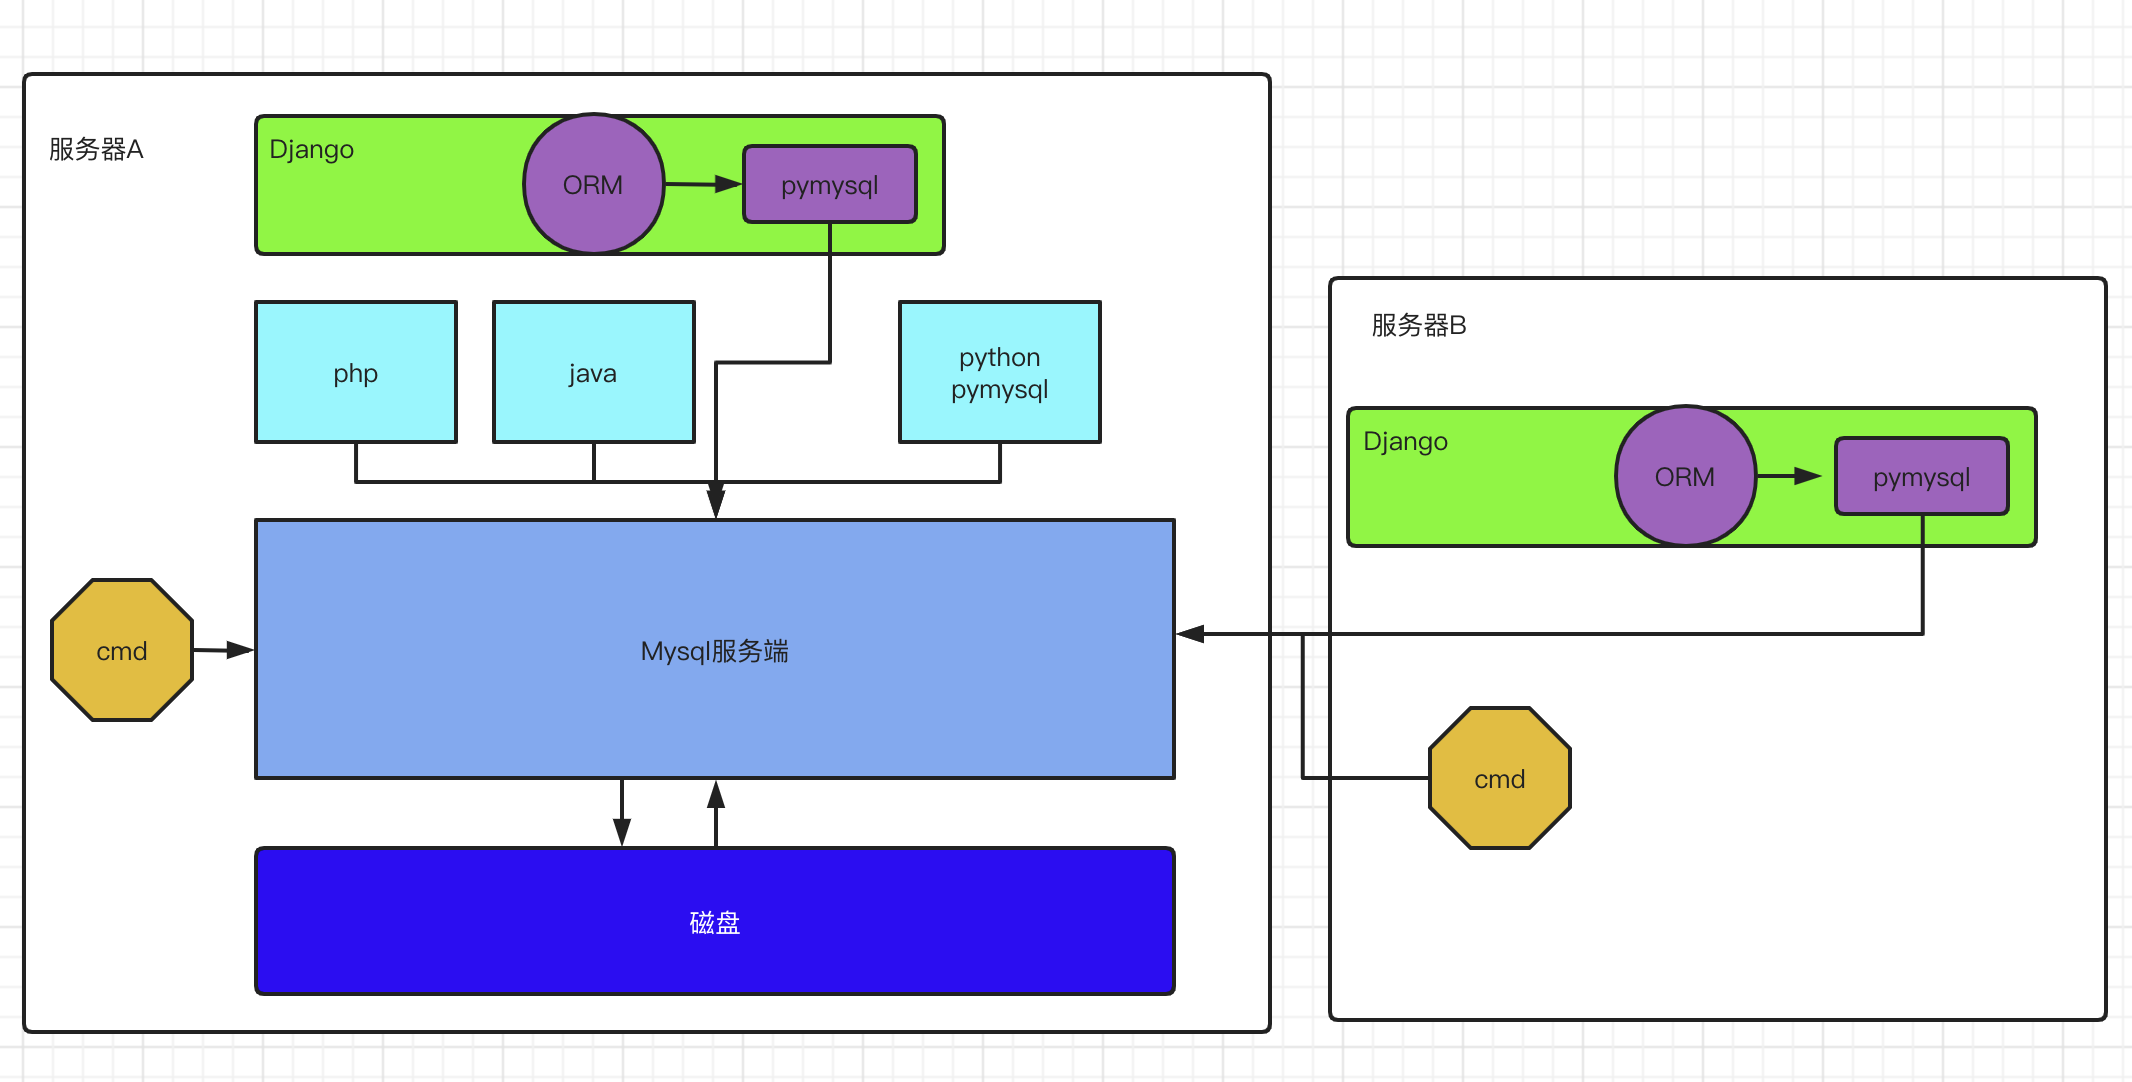 服务器A
Django
ORM
pymysql
php
java
python
pymysql
cmd
Mysql服务端
磁盘
服务器B
Django
ORM
pymysql
cmd